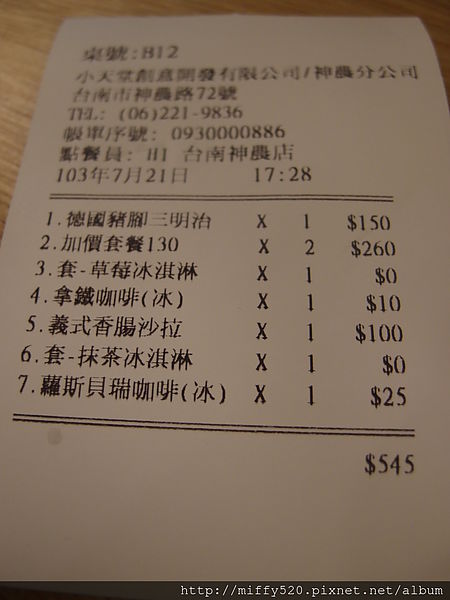 桌號:B12
小天堂創意開發有限公司/神農分公司
台南市神農路72號
TEL: (06)221-9836
帳單序號: 0930000886
點餐員: H1 台南神農店
103年7月21日 17:28
1.德國豬腳三明治 X 1 $150
2.加價套餐130 X 2 $260
3.套-草莓冰淇淋 X 1 $0
4.拿鐵咖啡(冰) X 1 $10
5.義式香腸沙拉 X 1 $100
6.套-抹茶冰淇淋 X 1 $0
7.蘿斯貝瑞咖啡(冰) X 1 $25
$545
http://miffy520.pixnet.net/album